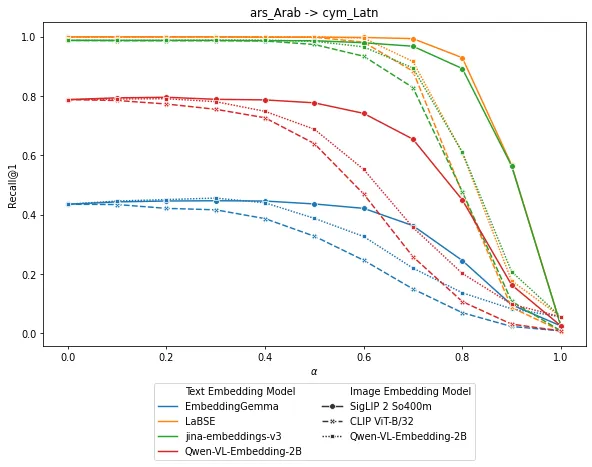 ars_Arab -> cym_Latn
1.0
0.8
0.6
0.4
0.2
0.0
Recall@1
0.0 0.2 0.4 0.6 0.8 1.0
α
Text Embedding Model
EmbeddingGemma
LaBSE
jina-embeddings-v3
Qwen-VL-Embedding-2B
Image Embedding Model
SigLIP 2 So400m
CLIP ViT-B/32
Qwen-VL-Embedding-2B